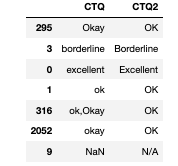 CTQ CTQ2
295 Okay OK
3 borderline Borderline
0 excellent Excellent
1 ok OK
316 ok,Okay OK
2052 okay OK
9 NaN N/A